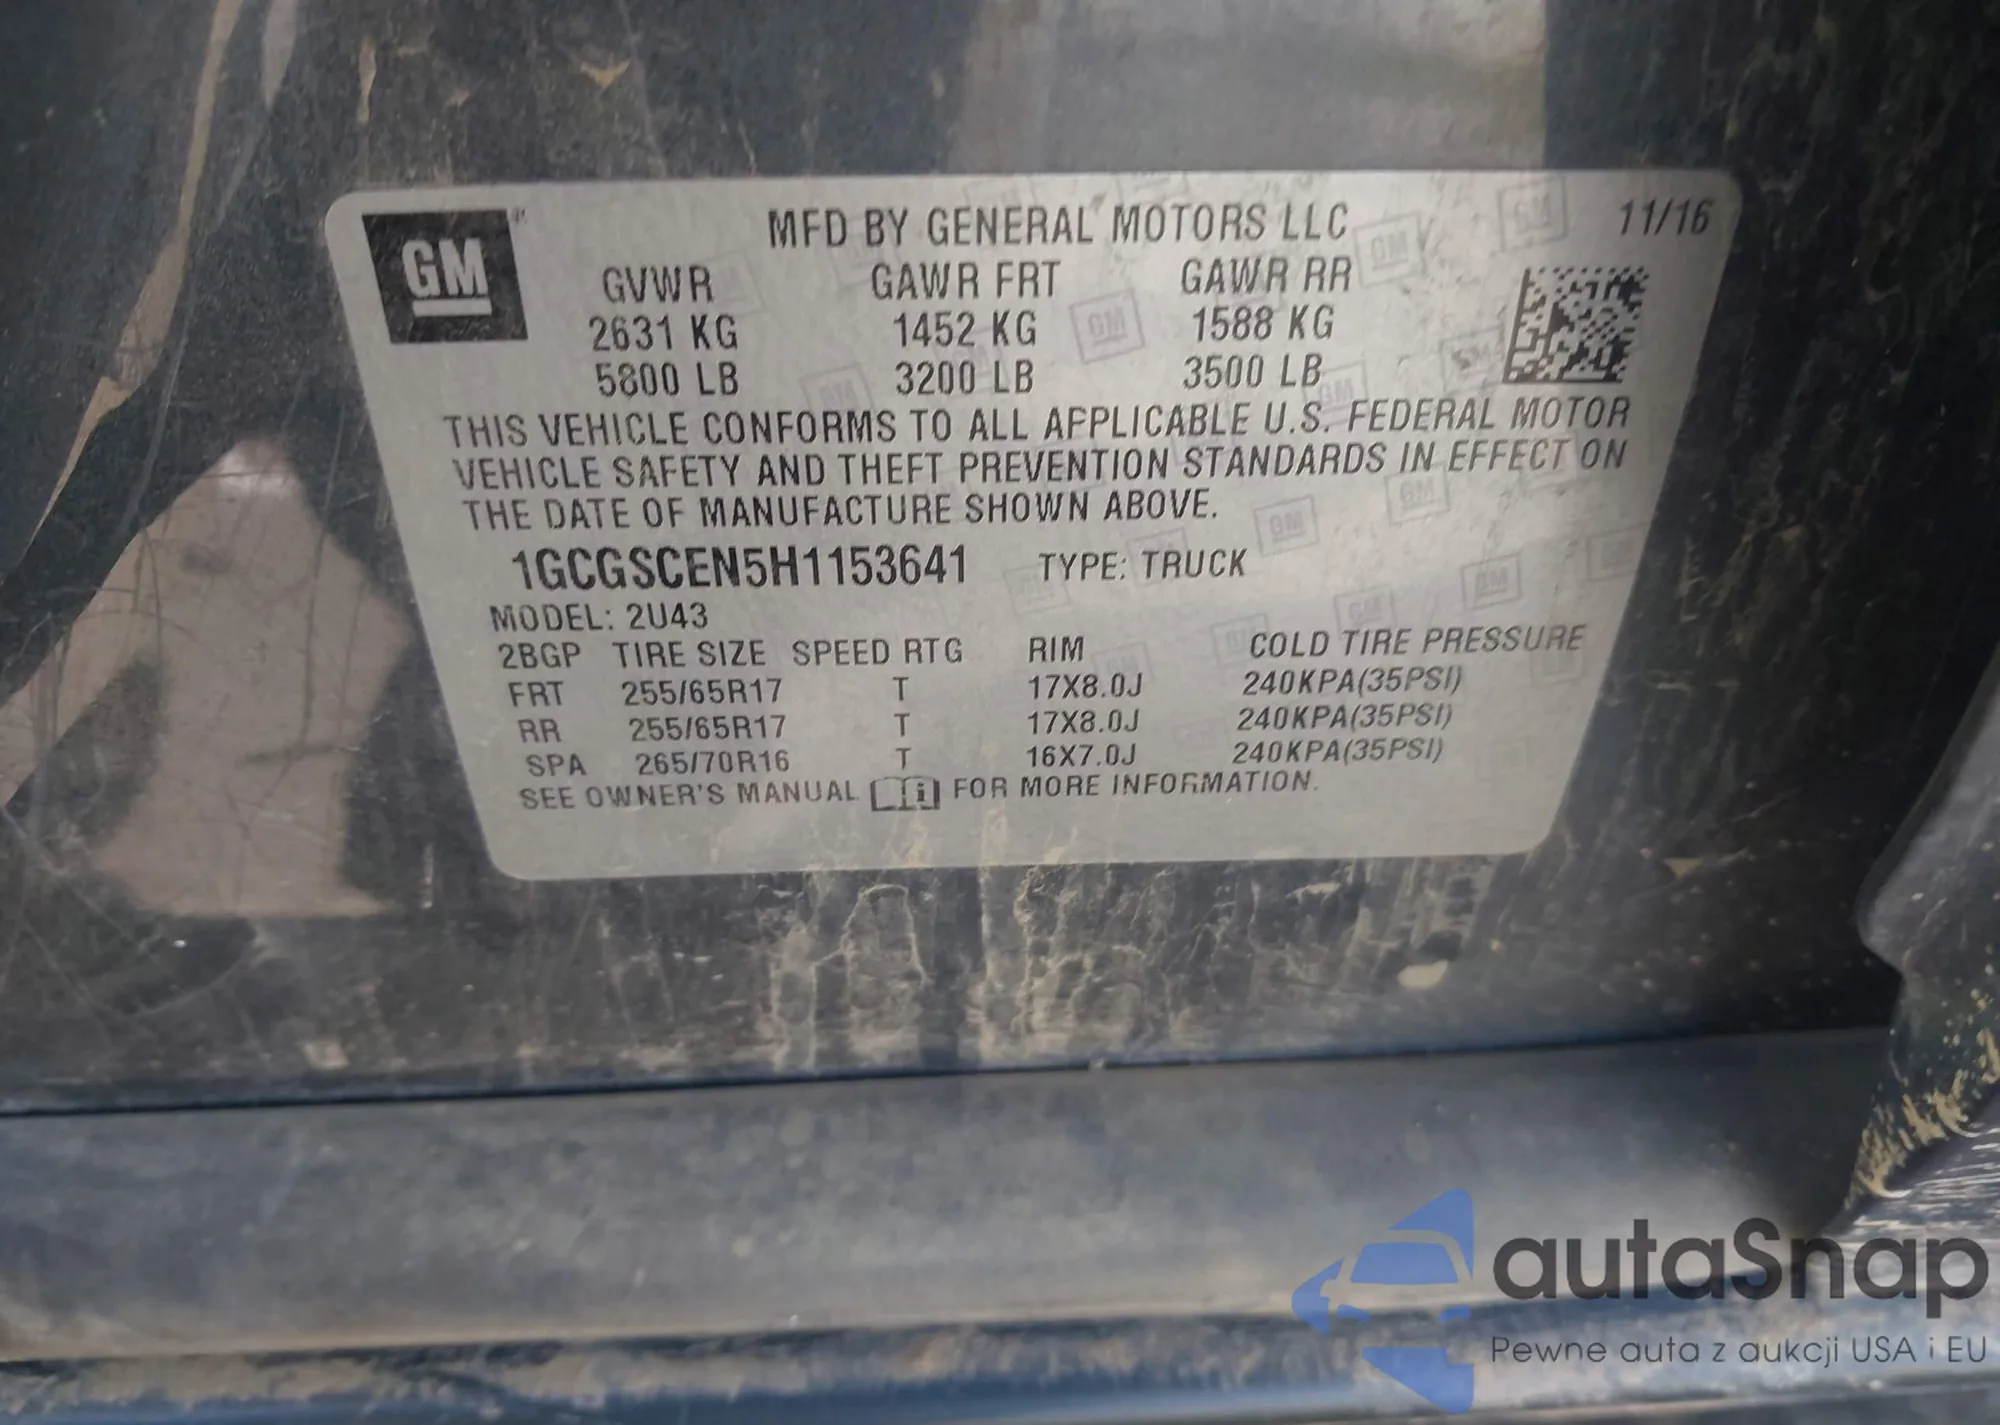 GM
MFD BY GENERAL MOTORS LLC 11/16
GVWR GAWR FRT GAWR RR
2631 KG 1452 KG 1588 KG
5800 LB 3200 LB 3500 LB
THIS VEHICLE CONFORMS TO ALL APPLICABLE U.S. FEDERAL MOTOR
VEHICLE SAFETY AND THEFT PREVENTION STANDARDS IN EFFECT ON
THE DATE OF MANUFACTURE SHOWN ABOVE.
1GCGSCEN5H1153641 TYPE: TRUCK
MODEL: 2U43
2BGP TIRE SIZE SPEED RTG RIM COLD TIRE PRESSURE
FRT 255/65R17 T 17X8.0J 240KPA(35PSI)
RR 255/65R17 T 17X8.0J 240KPA(35PSI)
SPA 265/70R16 T 16X7.0J 240KPA(35PSI)
SEE OWNER'S MANUAL FOR MORE INFORMATION.
autaSnap
Pewne auta z aukcji USA i EU